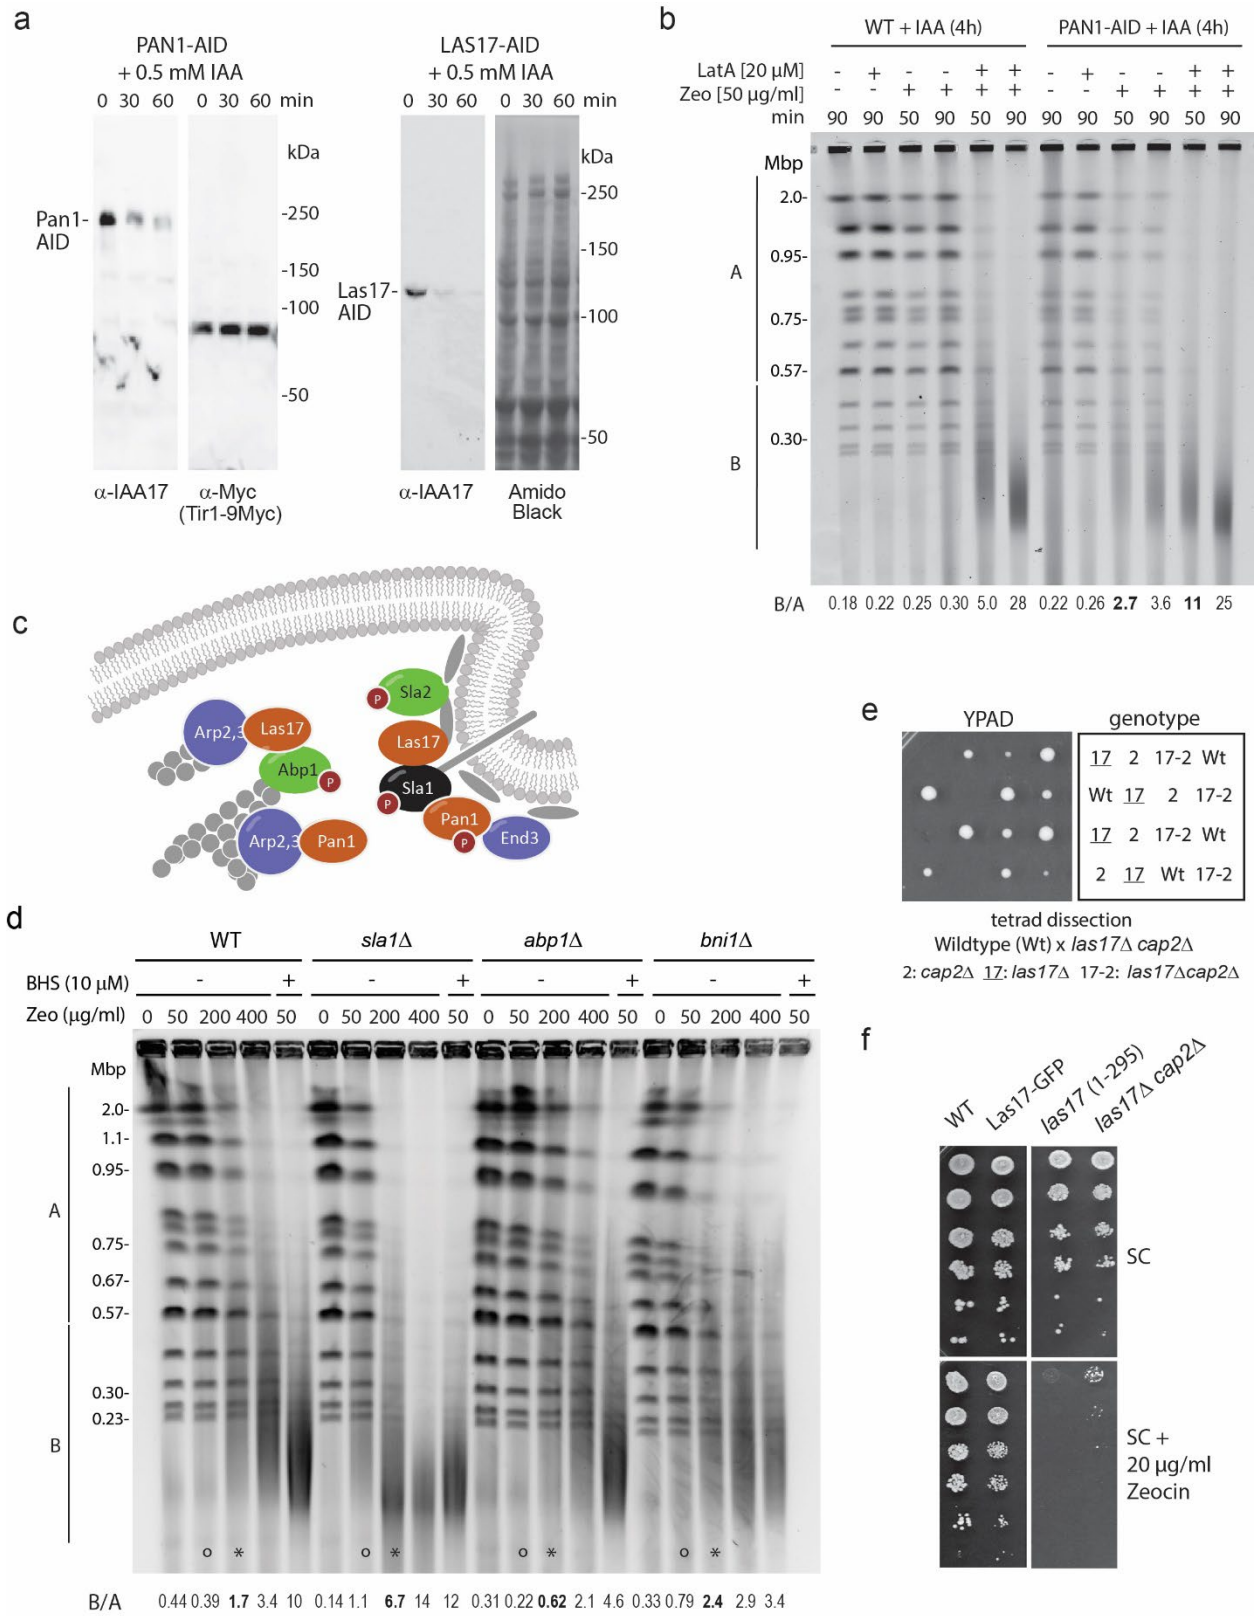 a
PAN1-AID
+ 0.5 mM IAA
0 30 60 min
kDa
Pan1-
AID
-250
-150
-100
-50
α-IAA17
α-Myc
(Tir1-9Myc)
LAS17-AID
+ 0.5 mM IAA
0 30 60 0 30 60 min
kDa
-250
-150
Las17-
AID
-100
-50
α-IAA17
Amido
Black
b
WT + IAA (4h) PAN1-AID + IAA (4h)
LatA [20 µM] - + - - + + - + - - + +
Zeo [50 µg/ml] - - + + + + - - + + + +
min 90 90 50 90 50 90 90 90 50 90 50 90
Mbp
2.0-
0.95-
A
0.75-
0.57-
0.30-
B
B/A 0.18 0.22 0.25 0.30 5.0 28 0.22 0.26 2.7 3.6 11 25
c
Sla2
P
Arp2,3
Las17
Las17
Abp1
P
Sla1
P
Pan1
P
End3
Arp2,3
Pan1
d
WT sla1Δ abp1Δ bni1Δ
BHS (10 µM) - + - + - + - +
Zeo (µg/ml) 0 50 200 400 50 0 50 200 400 50 0 50 200 400 50 0 50 200 400 50
Mbp
2.0-
1.1-
0.95-
A
0.75-
0.67-
0.57-
0.30-
0.23-
B
o * o * o * o *
B/A 0.44 0.39 1.7 3.4 10 0.14 1.1 6.7 14 12 0.31 0.22 0.62 2.1 4.6 0.33 0.79 2.4 2.9 3.4
e
YPAD genotype
17 2 17-2 Wt
Wt 17 2 17-2
17 2 17-2 Wt
2 17 Wt 17-2
tetrad dissection
Wildtype (Wt) x las17Δ cap2Δ
2: cap2Δ 17: las17Δ 17-2: las17Δcap2Δ
f
WT
Las17-GFP
las17 (1-295)
las17Δ cap2Δ
SC
SC +
20 µg/ml
Zeocin